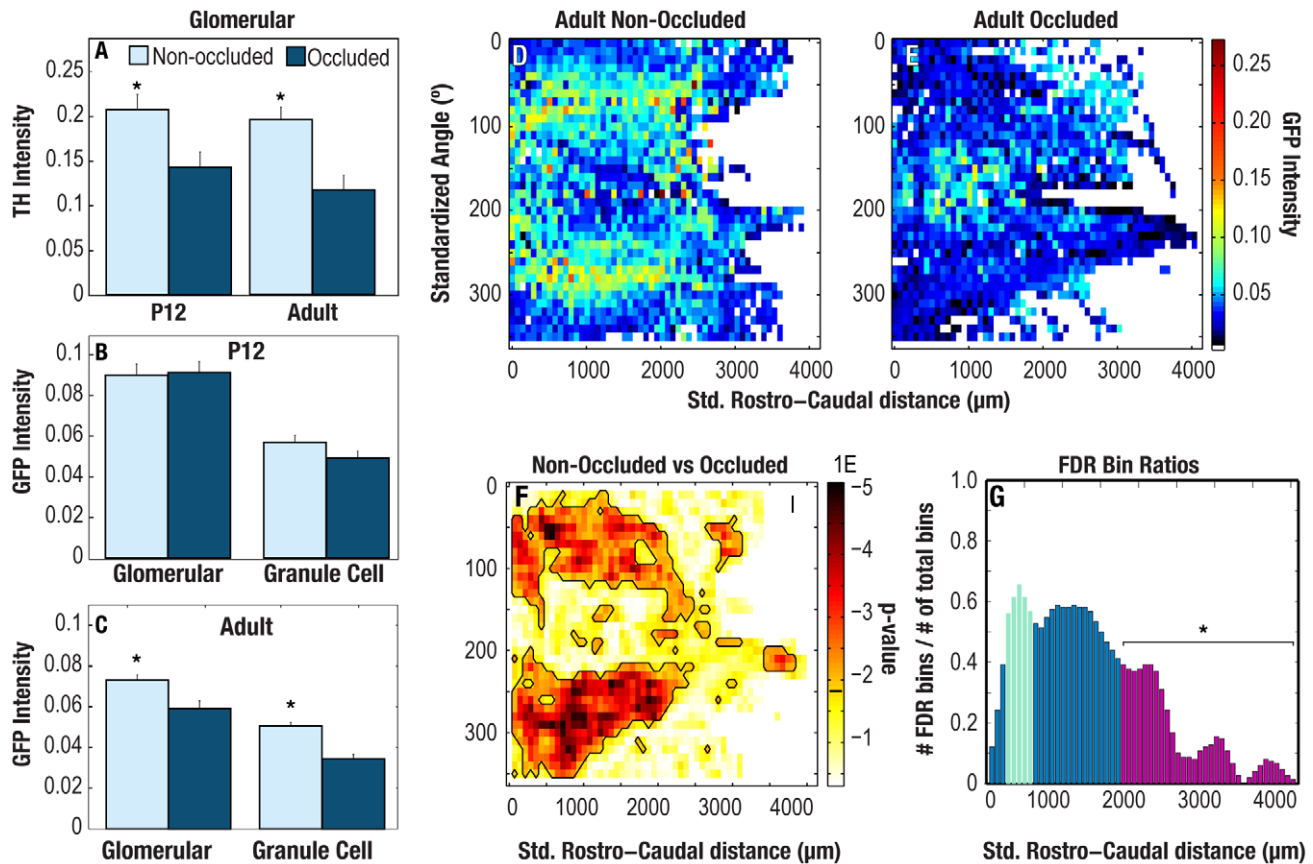 Glomerular
A
Non-occluded
Occluded
0.25
0.2
0.15
0.1
0.05
0
TH Intensity
*
*
P12
Adult
B
P12
0.1
0.08
0.06
0.04
0.02
0
GFP Intensity
Glomerular
Granule Cell
C
Adult
0.1
0.08
0.06
0.04
0.02
0
GFP Intensity
*
*
Glomerular
Granule Cell
Adult Non-Occluded
D
0
100
200
300
Standardized Angle (º)
0
1000
2000
3000
4000
Adult Occluded
E
0
100
200
300
0
1000
2000
3000
4000
0.25
0.20
0.15
0.10
0.05
GFP Intensity
Std. Rostro–Caudal distance (µm)
Non-Occluded vs Occluded
1E
F
I
0
100
200
300
0
1000
2000
3000
4000
–5
–4
–3
–2
–1
p-value
Std. Rostro–Caudal distance (µm)
FDR Bin Ratios
G
1.0
0.8
0.6
0.4
0.2
0
# FDR bins / # of total bins
*
0
1000
2000
3000
4000
Std. Rostro–Caudal distance (µm)